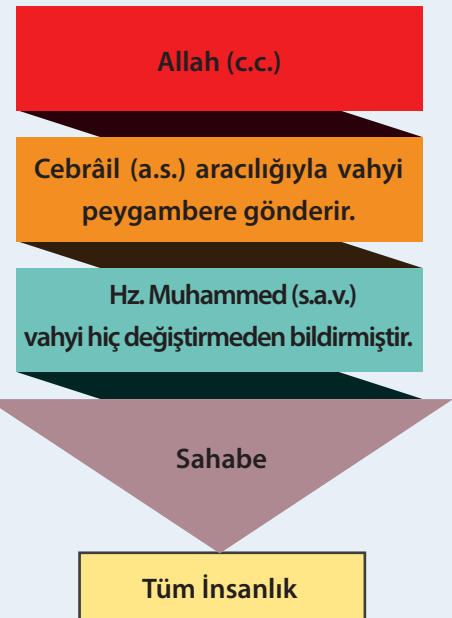 Allah (c.c.)
Cebrâil (a.s.) aracılığıyla vahyi
peygambere gönderir.
Hz. Muhammed (s.a.v.)
vahyi hiç değiştirmeden bildirmiştir.
Sahabe
Tüm İnsanlık